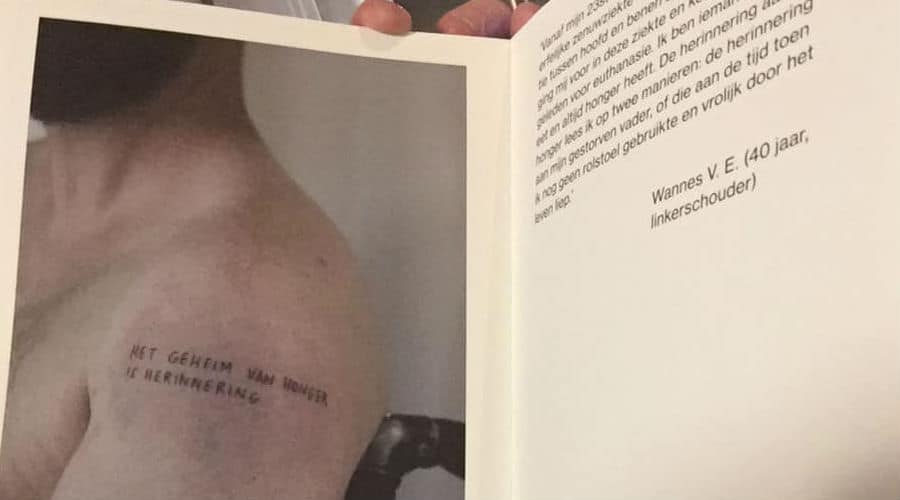 HET GEHEIM VAN HONGER
IS HERINNERING
'Vanaf mijn
erfelijke zenuwziekte
tie tussen hoofd en benen
ging mij voor in deze ziekte en
geleden voor euthanasie. Ik ben
eet en altijd honger heeft. De herinnering
honger lees ik op twee manieren: de herinnering
aan mijn gestorven vader, of die aan de tijd toen
ik nog geen rolstoel gebruikte en vrolijk door het
leven liep.'
Wannes V. E. (40 jaar,
linkerschouder)